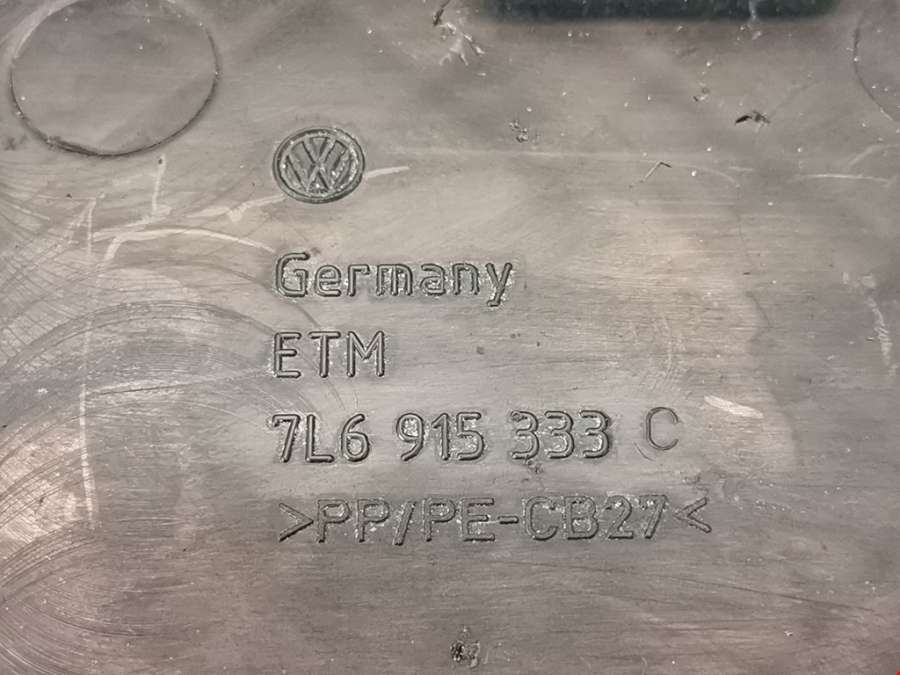 Germany
ETM
7L6 915 333 C
>PP/PE-CB27<